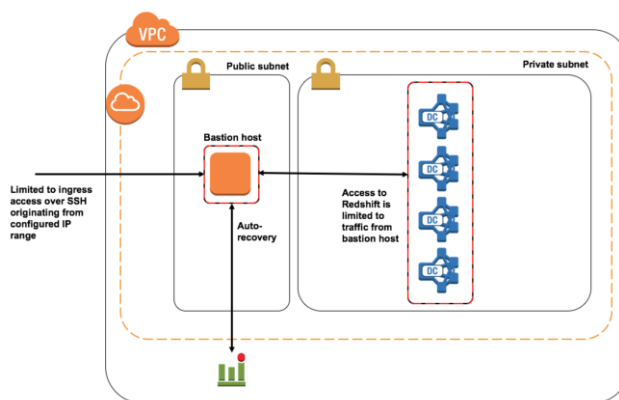 VPC
Public subnet
Private subnet
Bastion host
DC
DC
DC
DC
Limited to ingress
access over SSH
originating from
configured IP
range
Access to
Redshift is
limited to
traffic from
bastion host
Auto-
recovery